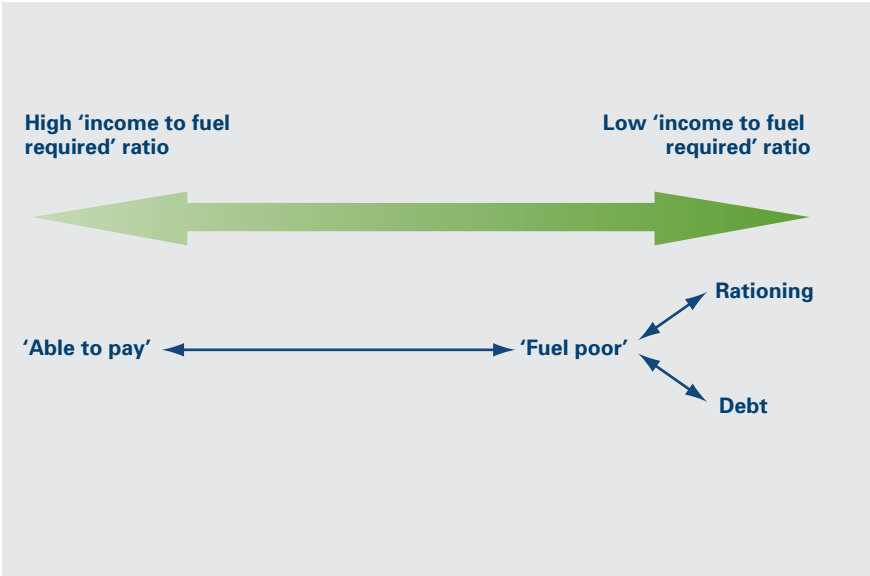 High ‘income to fuel
required’ ratio
Low ‘income to fuel
required’ ratio
Rationing
‘Able to pay’
‘Fuel poor’
Debt